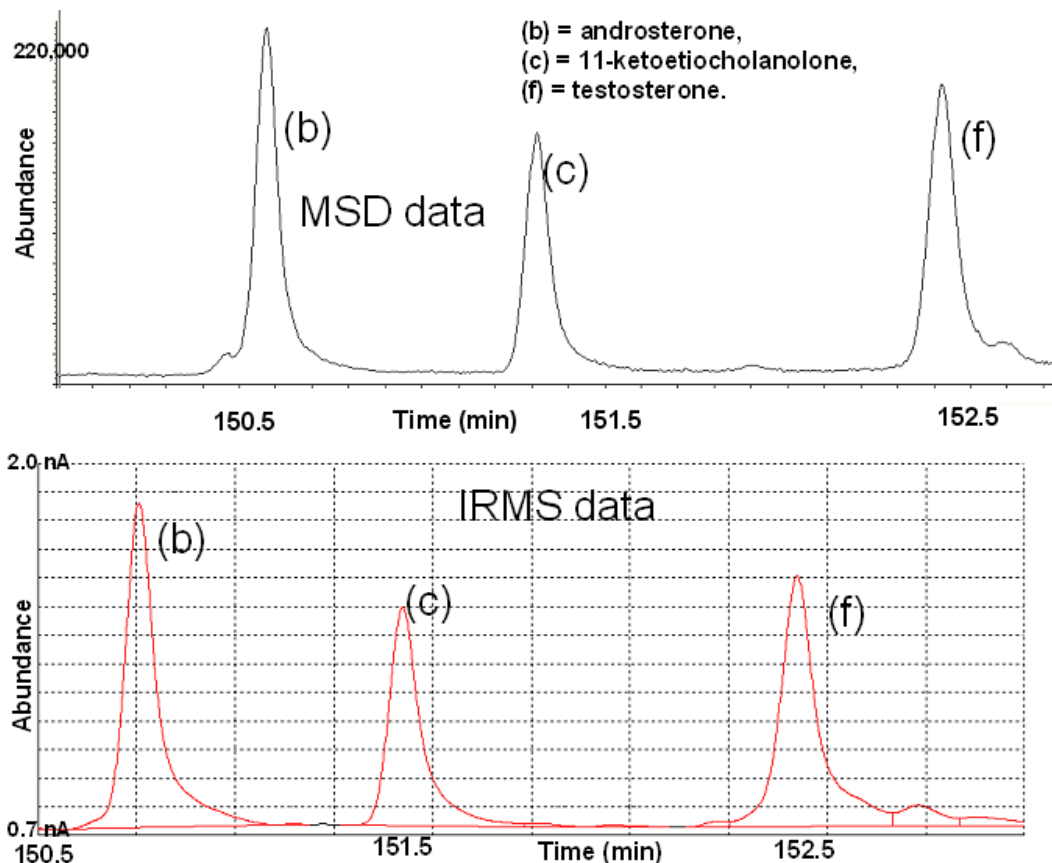 220,000
(b) = androsterone,
(c) = 11-ketoetiocholanolone,
(f) = testosterone.
Abundance
(b)
(c)
(f)
MSD data
150.5
Time (min)
151.5
152.5
2.0 nA
IRMS data
(b)
(c)
(f)
Abundance
0.7 nA
150.5
151.5
Time (min)
152.5